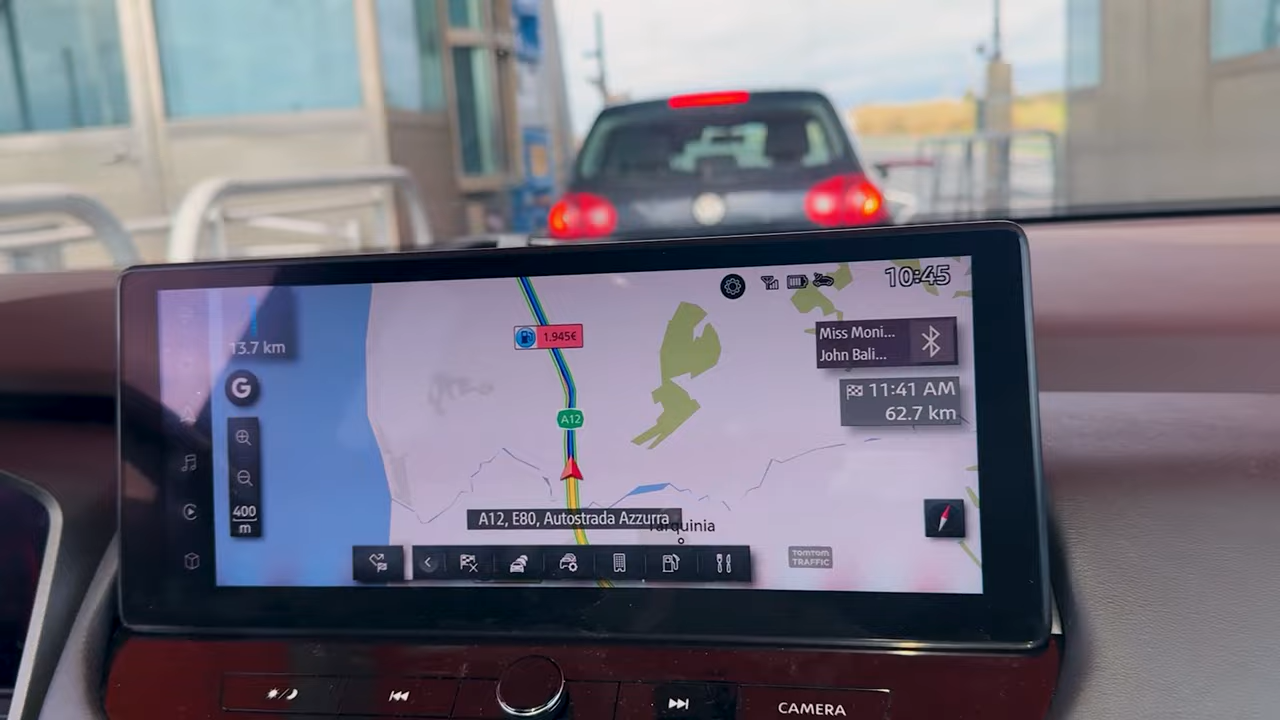 10:45
13.7 km
1.945€
Miss Moni...
John Bali...
G
11:41 AM
62.7 km
A12
400
m
A12, E80, Autostrada Azzurra
Tarquinia
TOMTOM
TRAFFIC
CAMERA